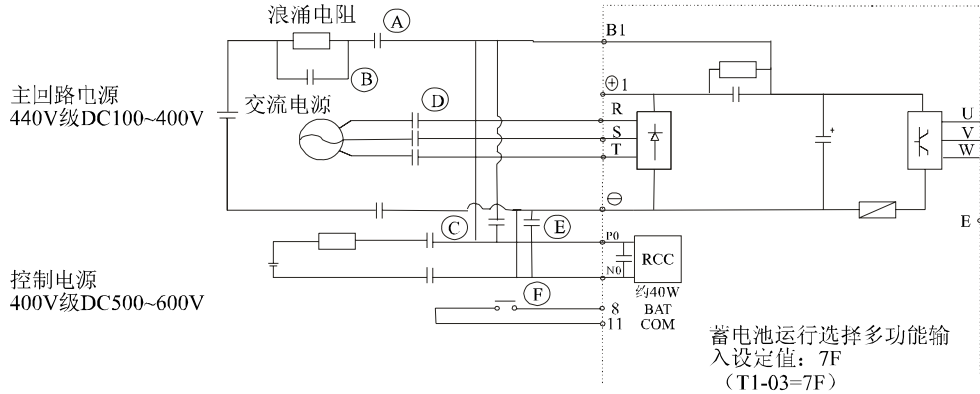 浪涌电阻
A
B1
B
⊕1
主回路电源
440V级DC100~400V
交流电源
D
R
S
T
U
V
W
⊖
C
E
E
P0
RCC
N0
控制电源
400V级DC500~600V
F
约40W
8
BAT
11
COM
蓄电池运行选择多功能输
入设定值：7F
（T1-03=7F）